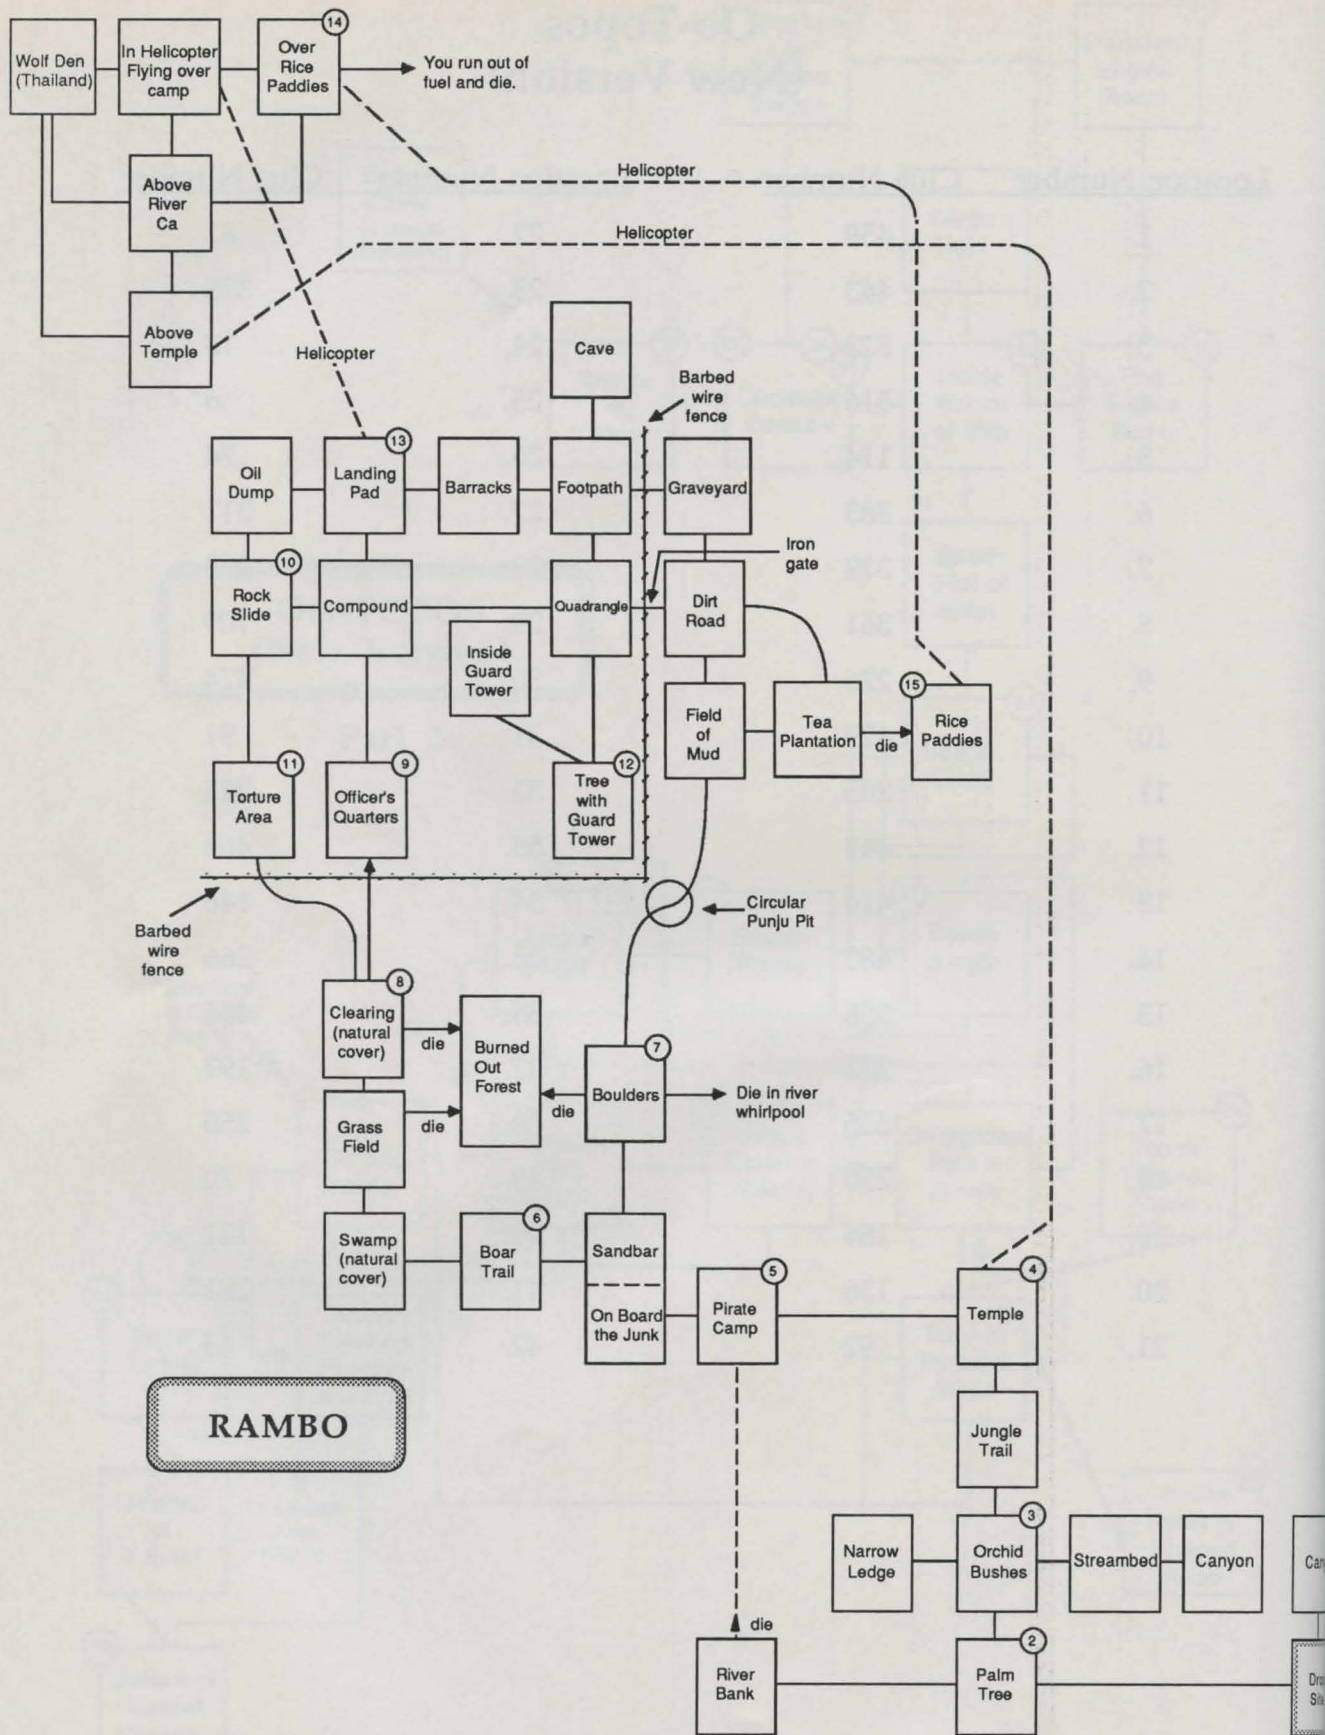 14
Wolf Den
(Thailand)
In Helicopter
Flying over
camp
Over
Rice
Paddies
You run out of
fuel and die.
Helicopter
Above
River
Ca
Helicopter
Above
Temple
Helicopter
Cave
Barbed
wire
fence
13
Oil
Dump
Landing
Pad
Barracks
Footpath
Graveyard
Iron
gate
10
Rock
Slide
Compound
Quadrangle
Dirt
Road
Inside
Guard
Tower
15
Field
of
Mud
Tea
Plantation
die
Rice
Paddies
11
Torture
Area
9
Officer's
Quarters
12
Tree
with
Guard
Tower
Circular
Punju Pit
Barbed
wire
fence
8
Clearing
(natural
cover)
die
Burned
Out
Forest
7
Boulders
die
Die in river
whirlpool
Grass
Field
die
Swamp
(natural
cover)
6
Boar
Trail
Sandbar
On Board
the Junk
5
Pirate
Camp
4
Temple
RAMBO
Jungle
Trail
3
Narrow
Ledge
Orchid
Bushes
Streambed
Canyon
die
2
River
Bank
Palm
Tree